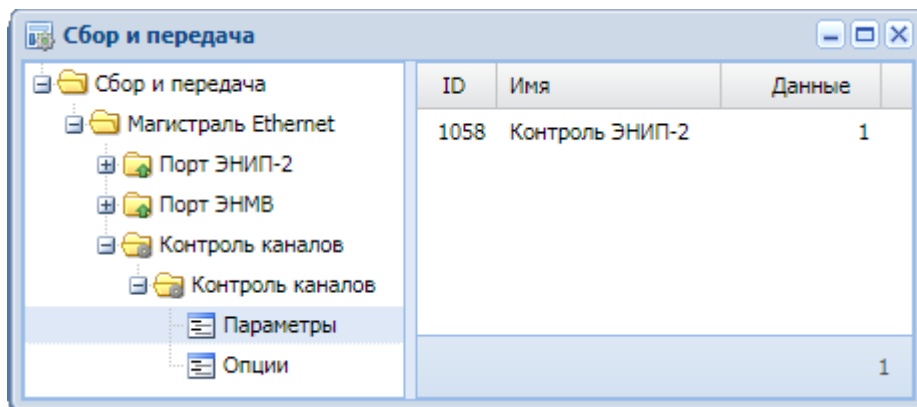 Сбор и передача
Сбор и передача
Магистраль Ethernet
Порт ЭНИП-2
Порт ЭНМВ
Контроль каналов
Контроль каналов
Параметры
Опции
ID Имя Данные
1058 Контроль ЭНИП-2 1
1